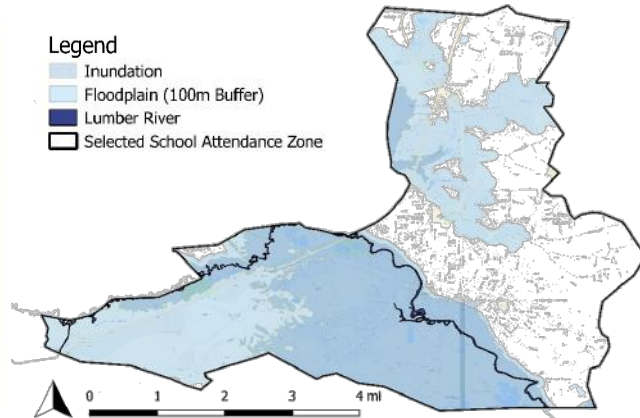 Legend
Inundation
Floodplain (100m Buffer)
Lumber River
Selected School Attendance Zone
0 1 2 3 4 mi